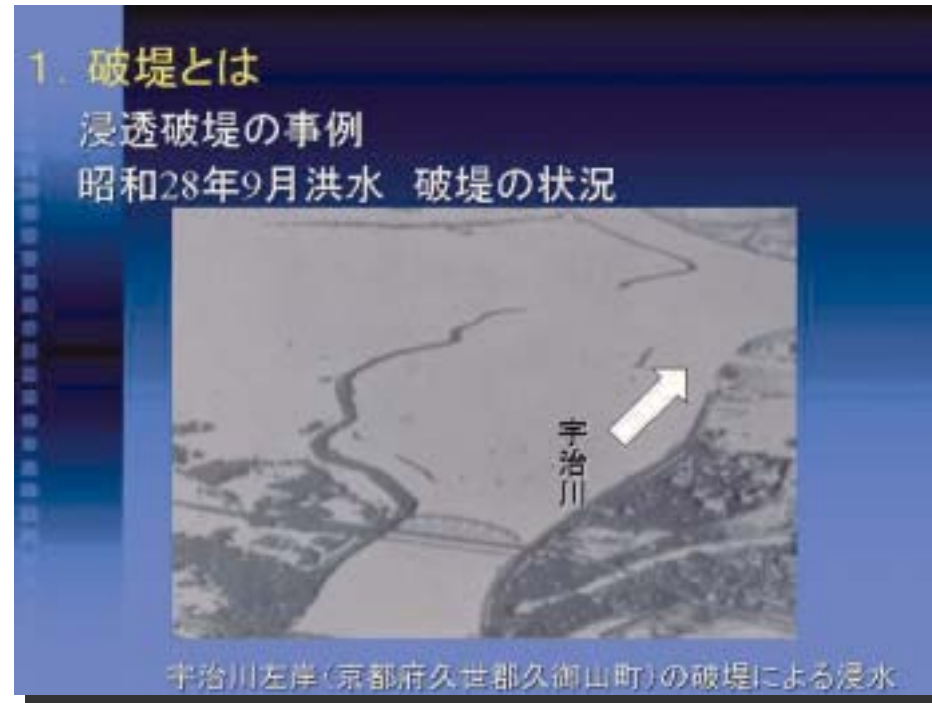 1. 破堤とは
浸透破堤の事例
昭和28年9月洪水　破堤の状況
宇治川
宇治川左岸(京都府久世郡久御山町)の破堤による浸水